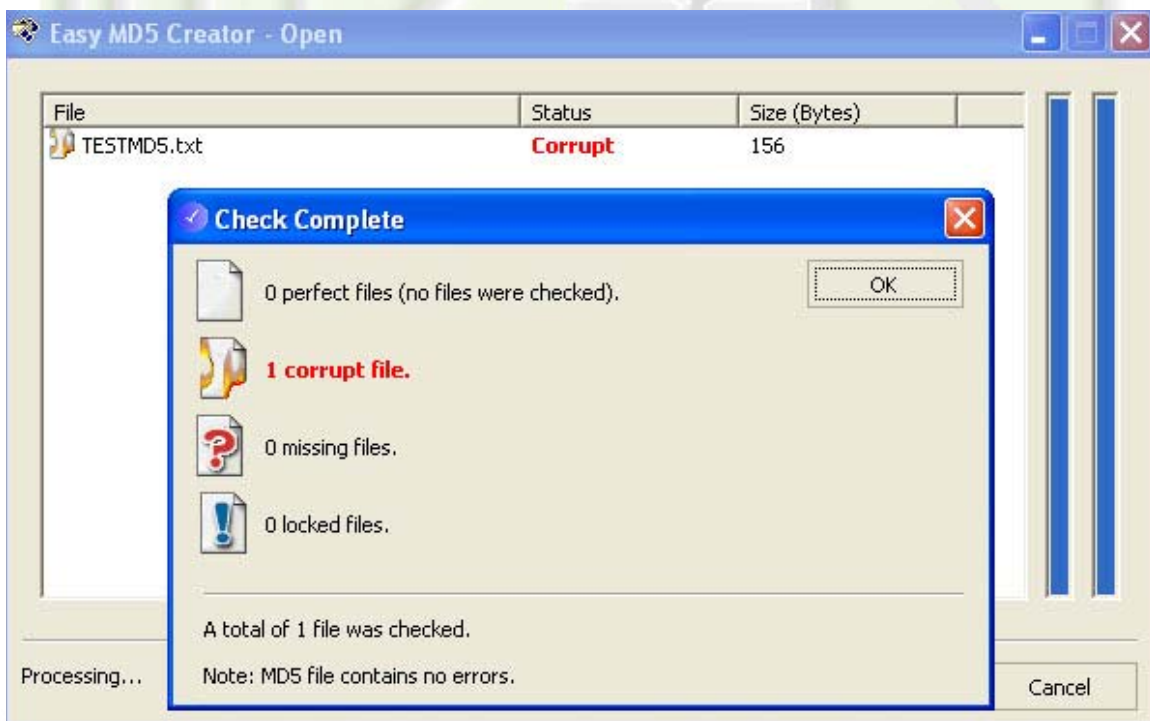 Easy MD5 Creator - Open
File Status Size (Bytes)
TESTMD5.txt Corrupt 156
Check Complete
0 perfect files (no files were checked).
OK
1 corrupt file.
0 missing files.
0 locked files.
A total of 1 file was checked.
Note: MD5 file contains no errors.
Processing...
Cancel